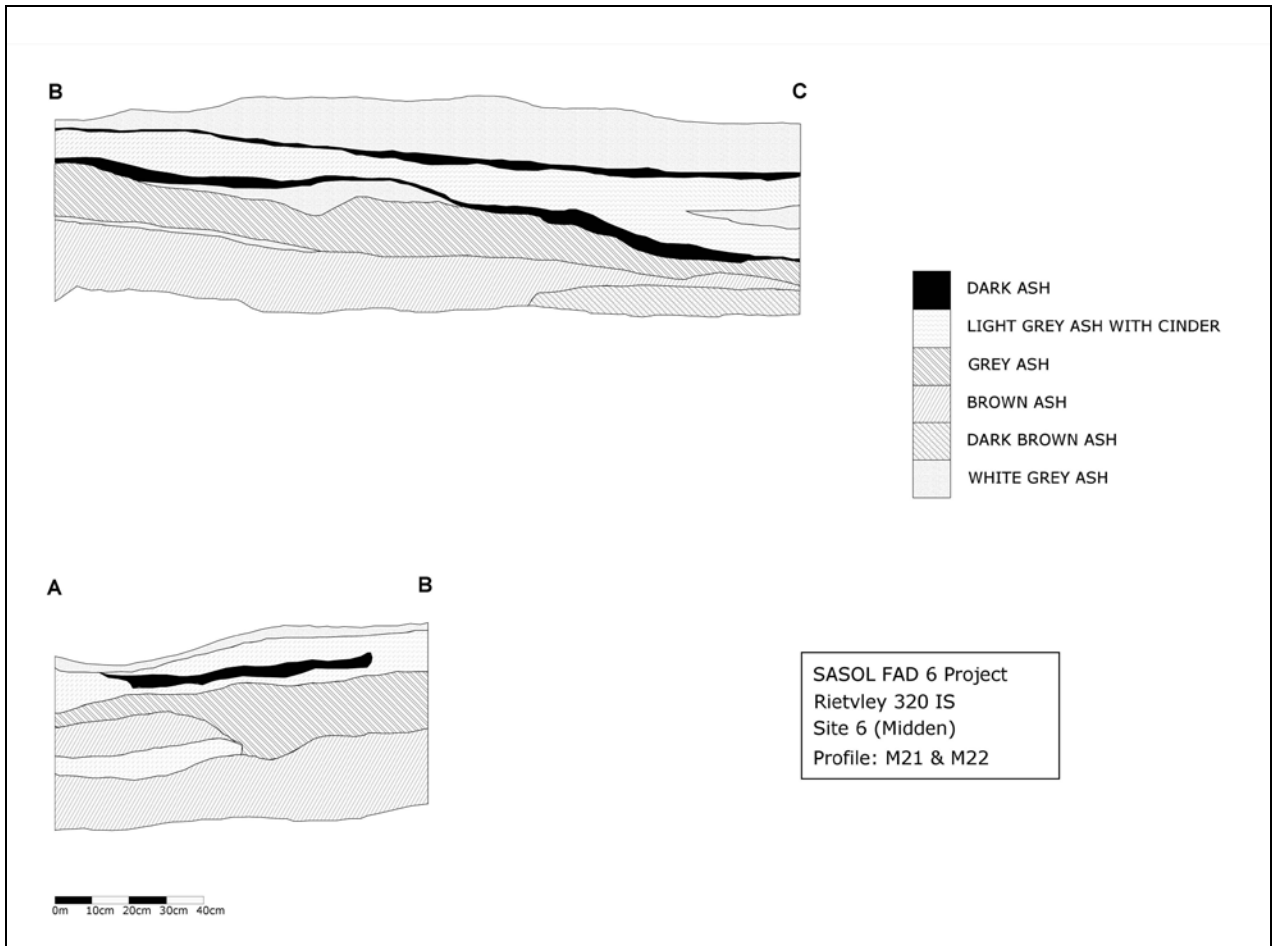 B
C
DARK ASH
LIGHT GREY ASH WITH CINDER
GREY ASH
BROWN ASH
DARK BROWN ASH
WHITE GREY ASH
A
B
SASOL FAD 6 Project
Rietvley 320 IS
Site 6 (Midden)
Profile: M21 & M22
0m 10cm 20cm 30cm 40cm